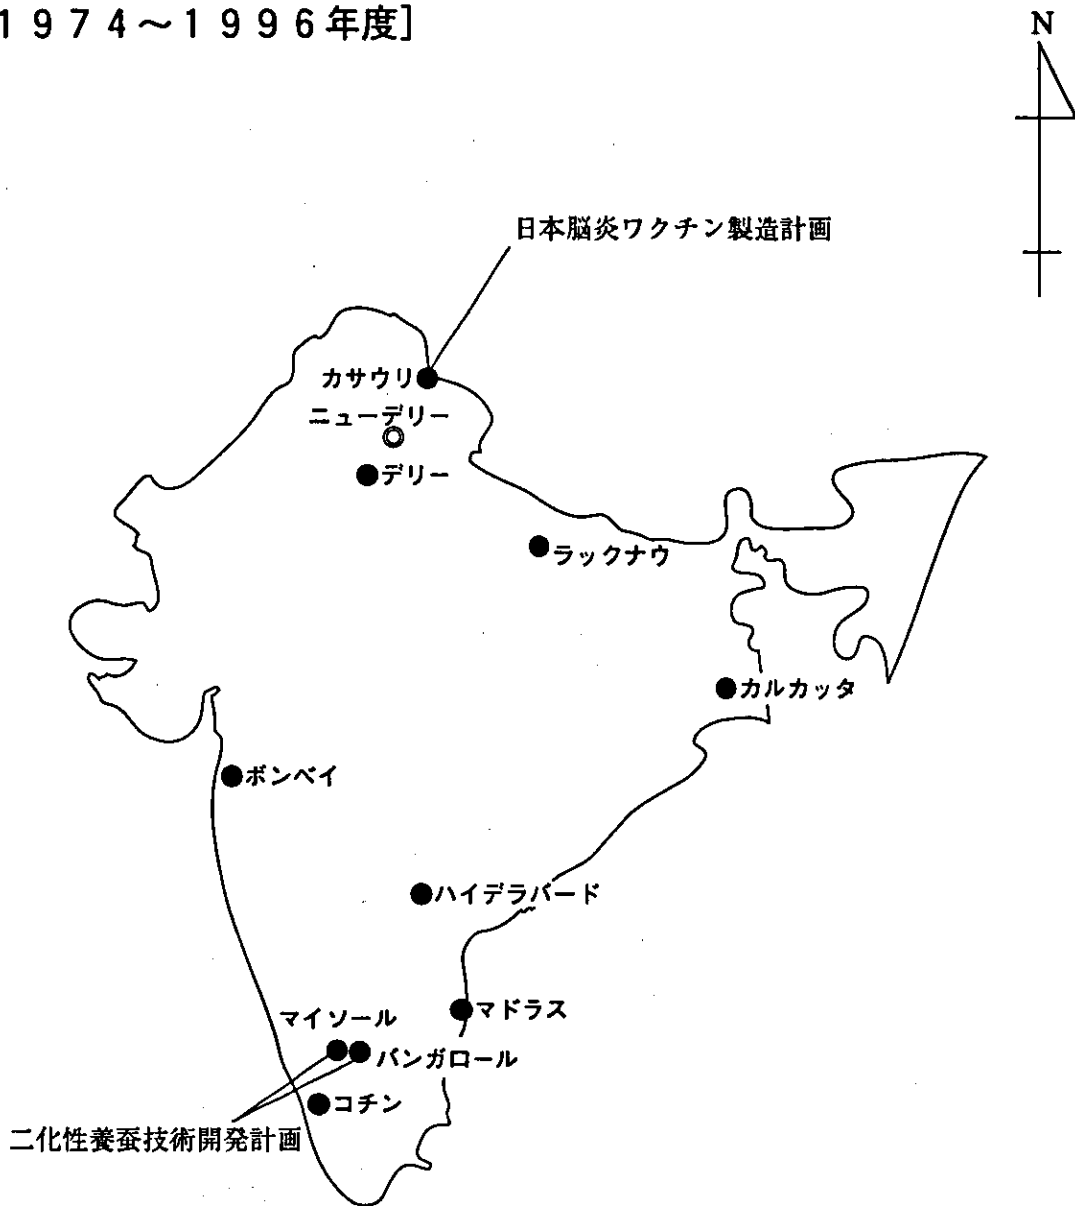 1974～1996年度]
N
日本脳炎ワクチン製造計画
カサウリ
ニューデリー
デリー
ラックナウ
カルカッタ
ボンベイ
ハイデラバード
マドラス
マイソール
バンガロール
コチン
二化性養蚕技術開発計画